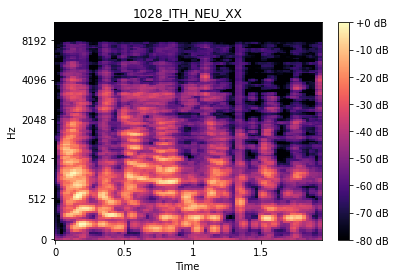 1028_ITH_NEU_XX
8192
4096
2048
1024
512
0
Hz
0
0.5
1
1.5
Time
+0 dB
-10 dB
-20 dB
-30 dB
-40 dB
-50 dB
-60 dB
-70 dB
-80 dB